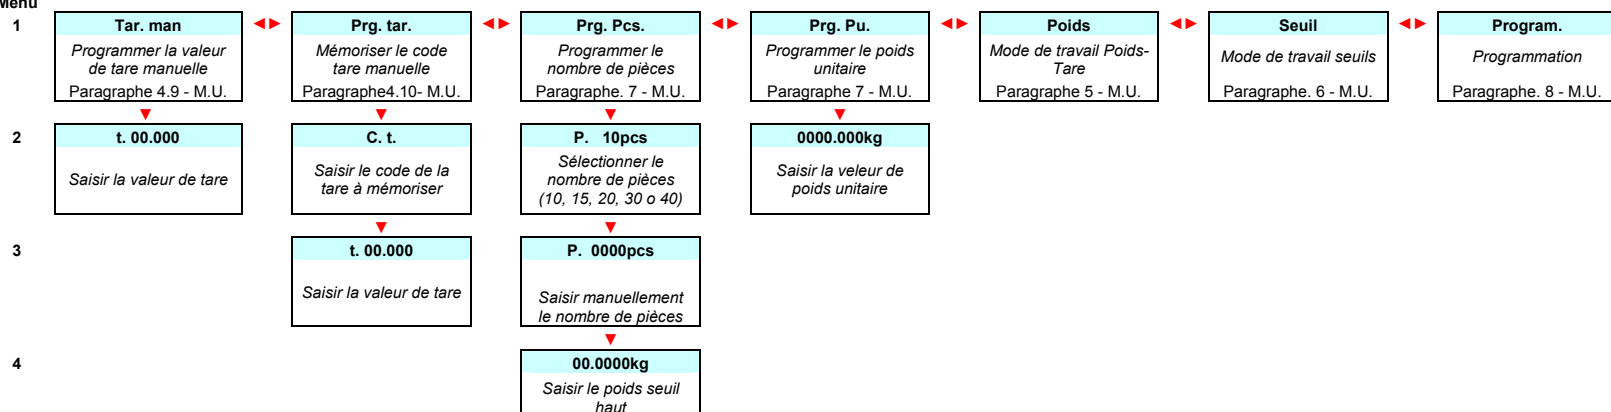 Menu
1
Tar. man
Programmer la valeur
de tare manuelle
Paragraphe 4.9 - M.U.
Prg. tar.
Mémoriser le code
tare manuelle
Paragraphe4.10- M.U.
Prg. Pcs.
Programmer le
nombre de pièces
Paragraphe. 7 - M.U.
Prg. Pu.
Programmer le poids
unitaire
Paragraphe 7 - M.U.
Poids
Mode de travail Poids-
Tare
Paragraphe 5 - M.U.
Seuil
Mode de travail seuils
Paragraphe. 6 - M.U.
Program.
Programmation
Paragraphe. 8 - M.U.
2
t. 00.000
Saisir la valeur de tare
C. t.
Saisir le code de la
tare à mémoriser
P. 10pcs
Sélectionner le
nombre de pièces
(10, 15, 20, 30 o 40)
0000.000kg
Saisir la veleur de
poids unitaire
3
t. 00.000
Saisir la valeur de tare
P. 0000pcs
Saisir manuellement
le nombre de pièces
4
00.0000kg
Saisir le poids seuil
haut